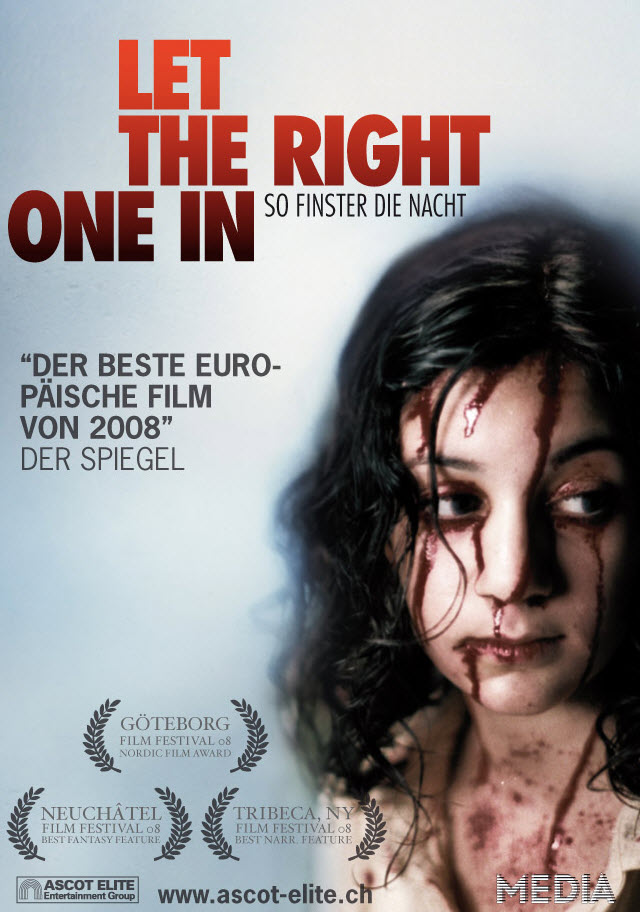 LET
THE RIGHT
ONE IN
SO FINSTER DIE NACHT
“DER BESTE EURO-
PÄISCHE FILM
VON 2008”
DER SPIEGEL
GÖTEBORG
FILM FESTIVAL 08
NORDIC FILM AWARD
NEUCHÂTEL
FILM FESTIVAL 08
BEST FANTASY FEATURE
TRIBECA, NY
FILM FESTIVAL 08
BEST NARR. FEATURE
ASCOT ELITE
Entertainment Group
www.ascot-elite.ch
MEDIA